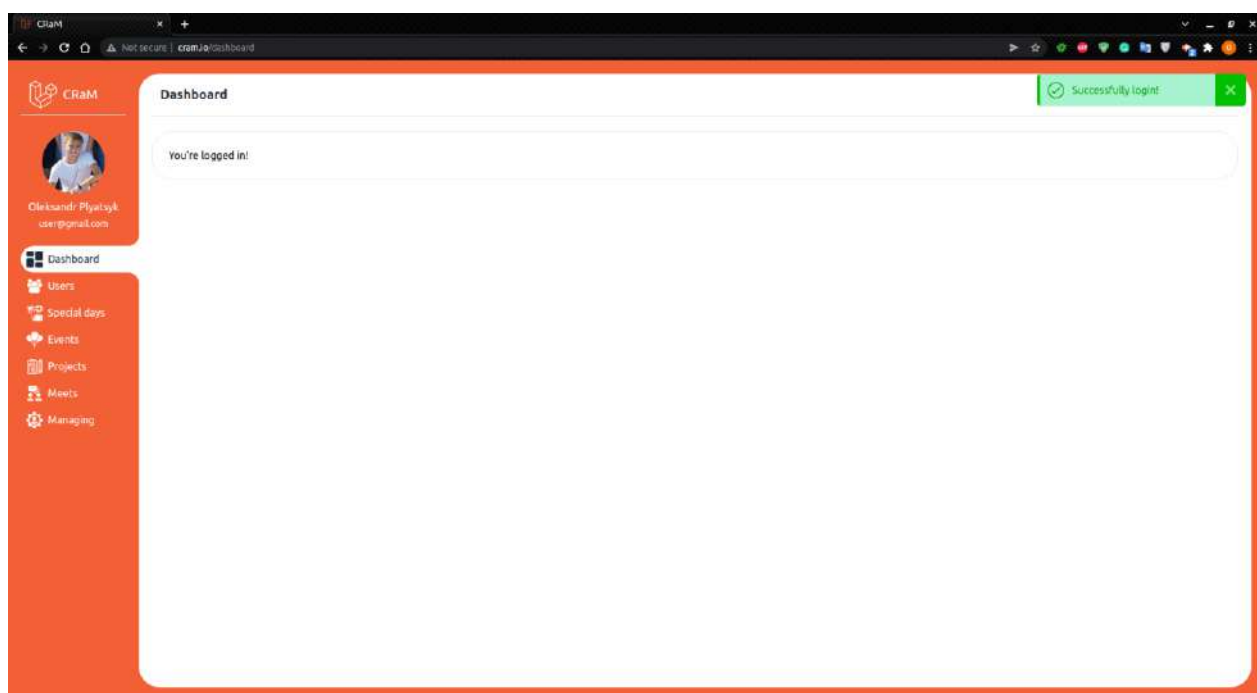 CRaM
Not secure | cram.io/dashboard
CRaM
Dashboard
Successfully login!
You're logged in!
Oleksandr Plyatsyk
user@gmail.com
Dashboard
Users
Special days
Events
Projects
Meets
Managing